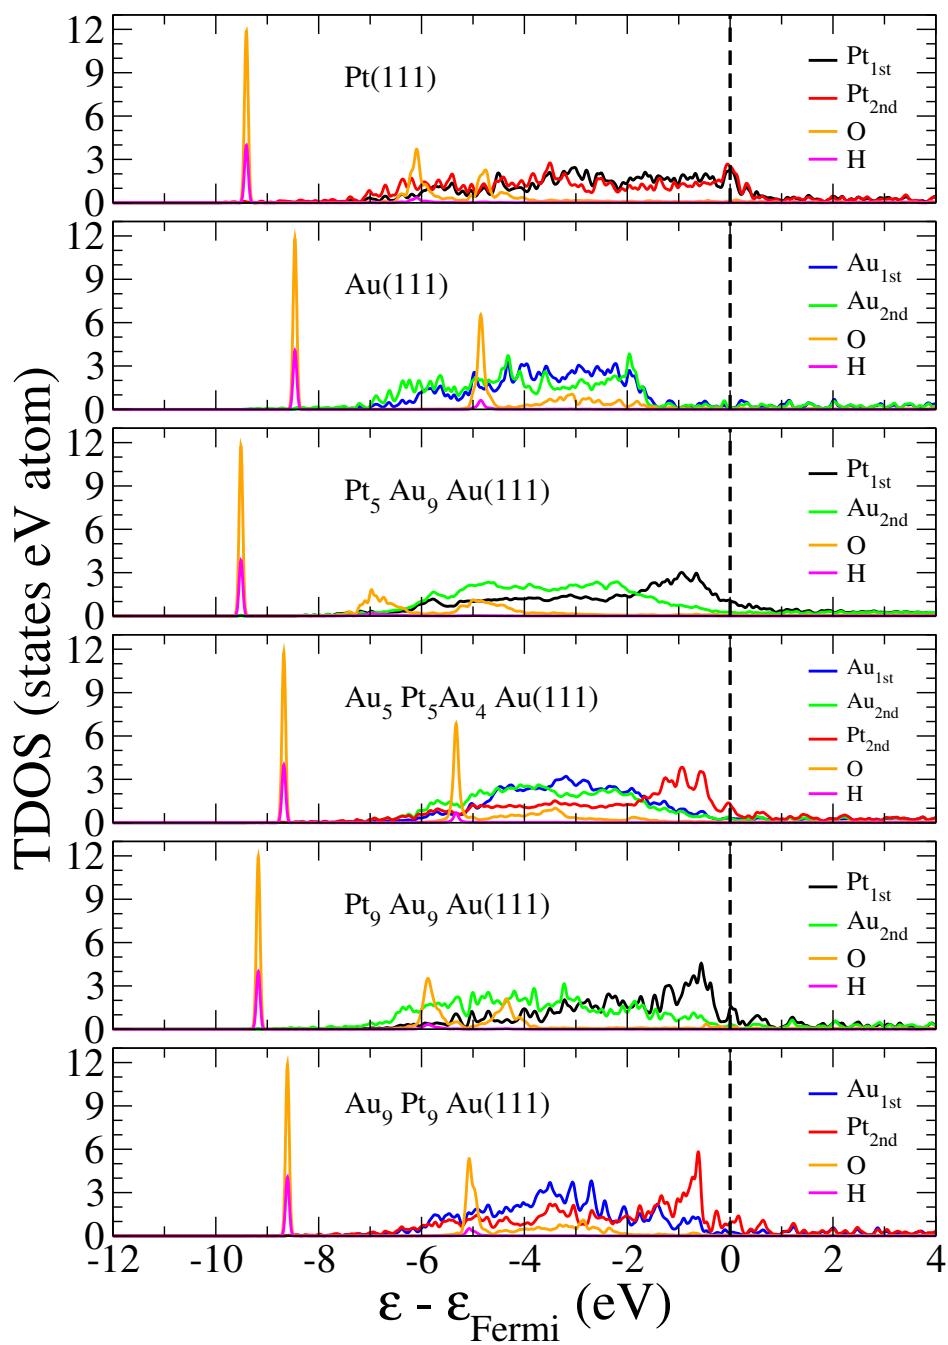 TDOS (states eV atom)
12
9
6
3
0
Pt(111)
Pt1st
Pt2nd
O
H
12
9
6
3
0
Au(111)
Au1st
Au2nd
O
H
12
9
6
3
0
Pt5 Au9 Au(111)
Pt1st
Au2nd
O
H
12
9
6
3
0
Au5 Pt5Au4 Au(111)
Au1st
Au2nd
Pt2nd
O
H
12
9
6
3
0
Pt9 Au9 Au(111)
Pt1st
Au2nd
O
H
12
9
6
3
0
Au9 Pt9 Au(111)
Au1st
Pt2nd
O
H
-12 -10 -8 -6 -4 -2 0 2 4
ε - εFermi (eV)